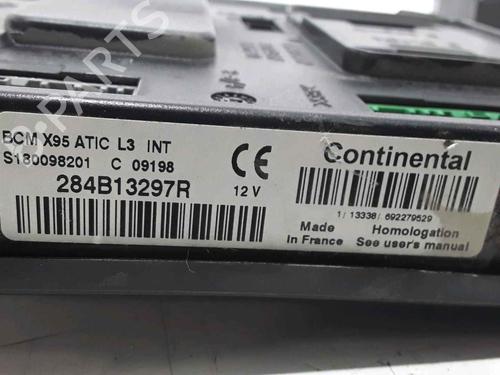 BCM X95 ATIC L3 INT
S180098201 C 09198
284B13297R
CE
12 V
Continental
1/ 13338/ 692279529
Made
In France
Homologation
See user's manual